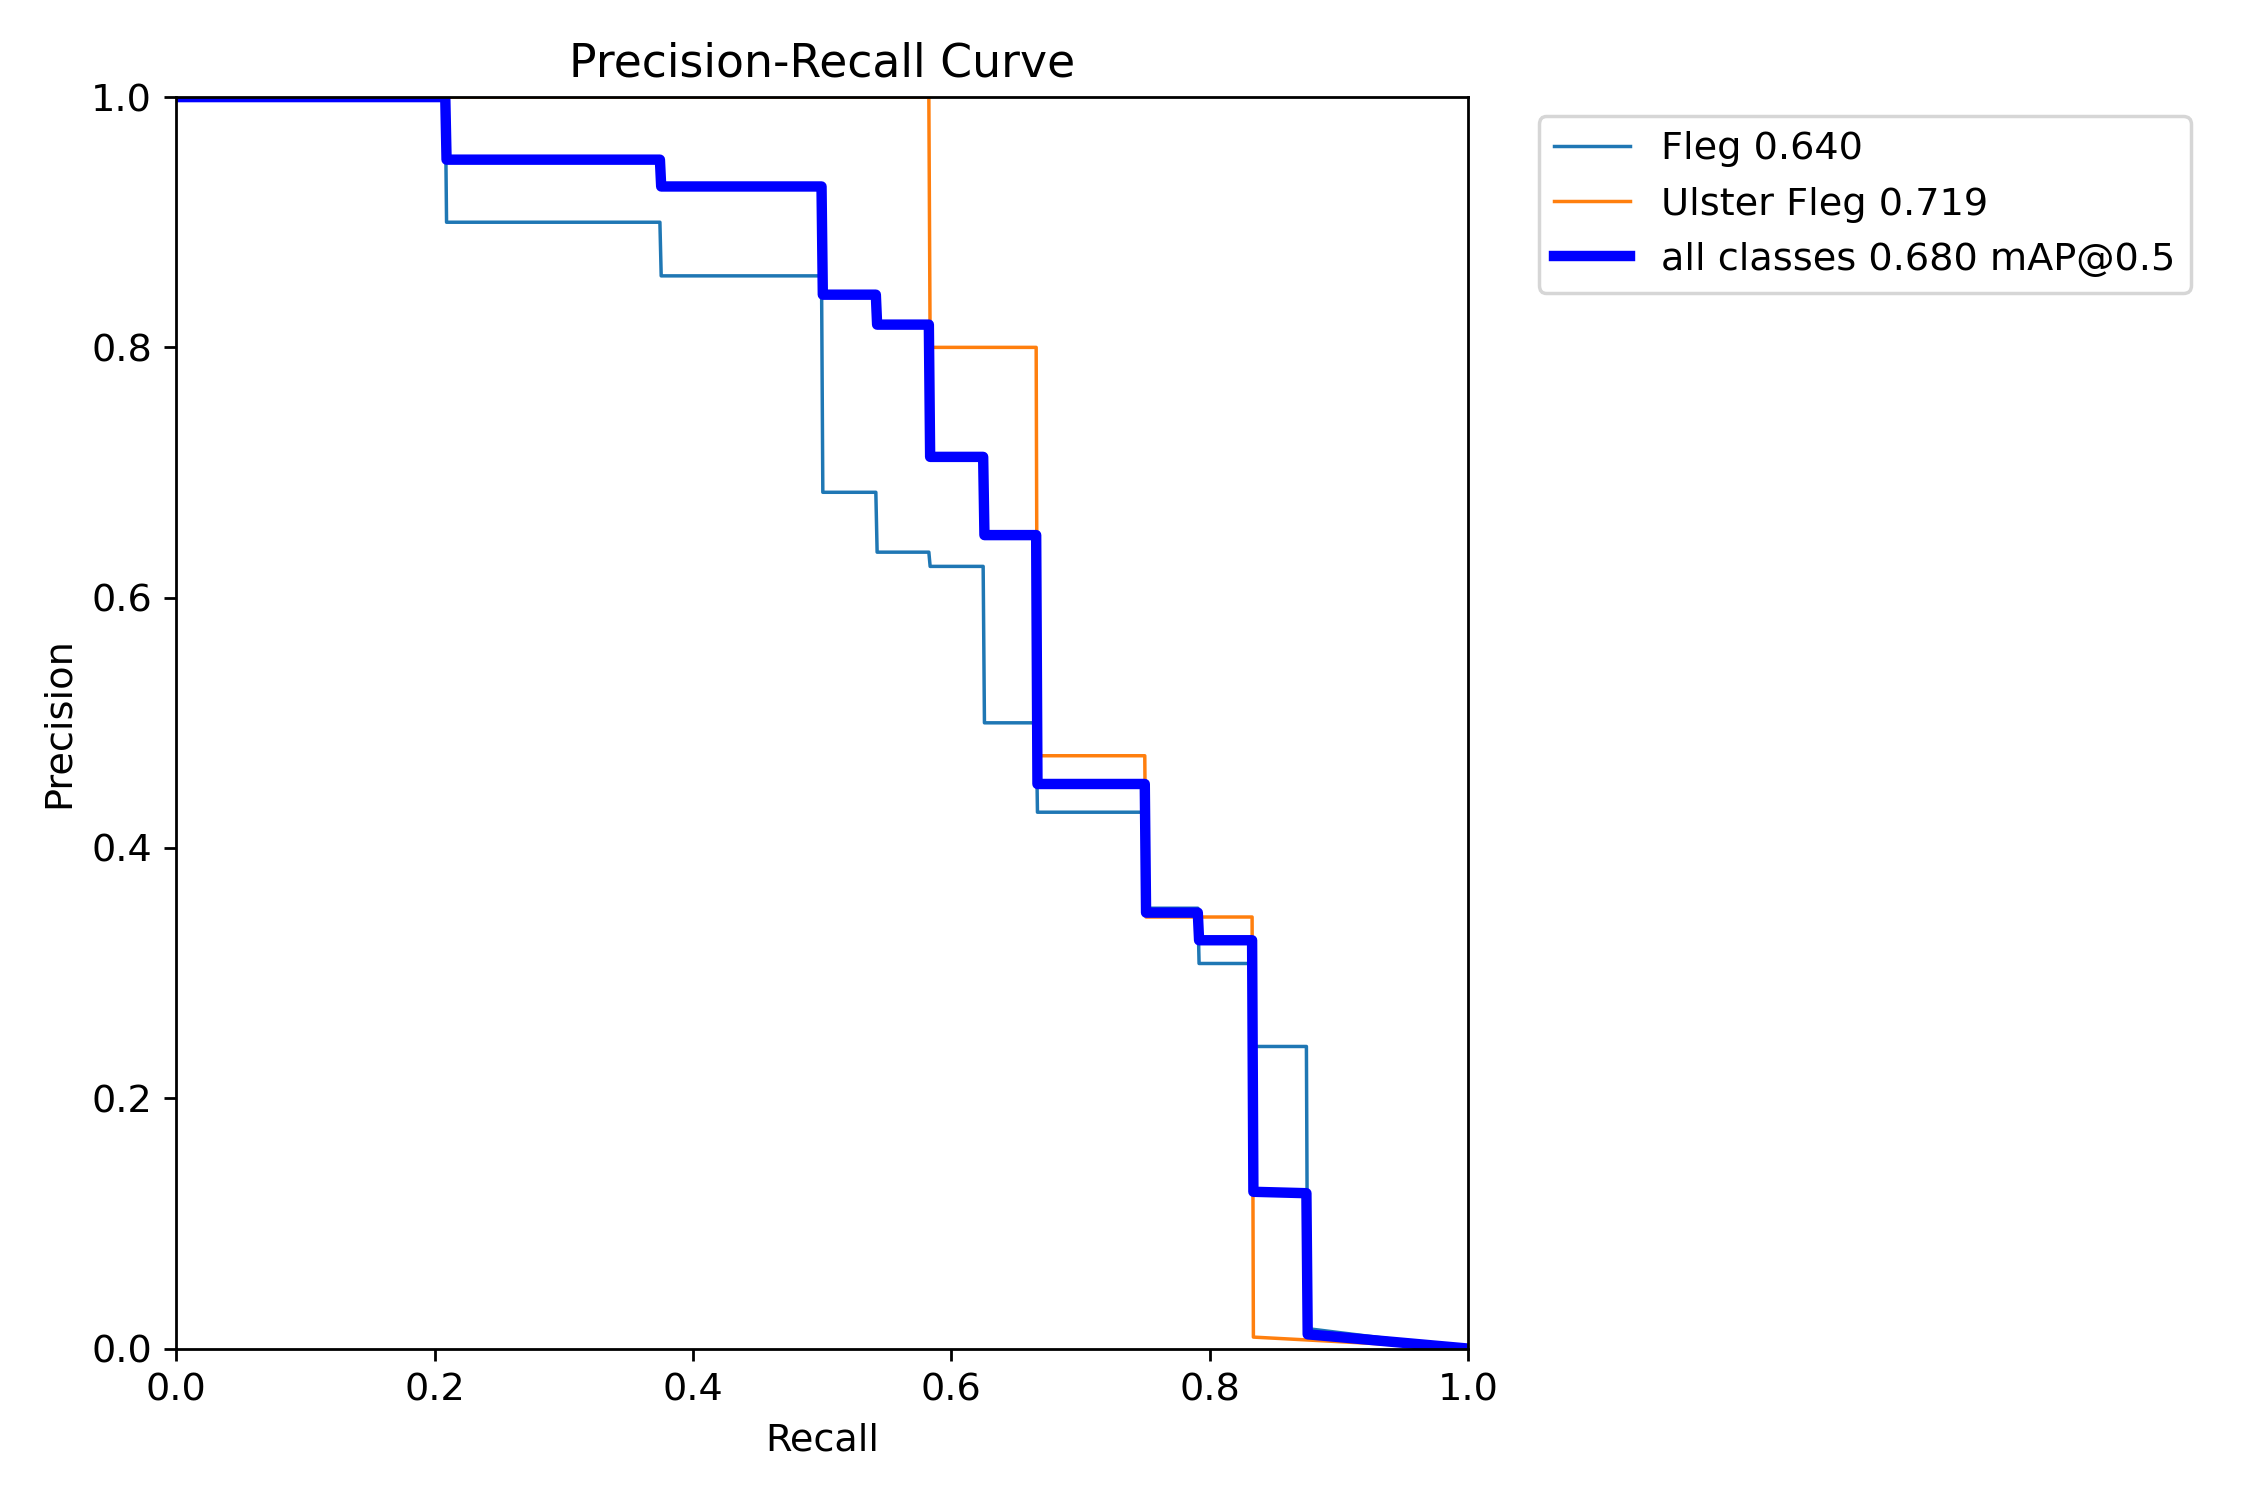 Precision-Recall Curve
1.0
0.8
0.6
0.4
0.2
0.0
Precision
0.0 0.2 0.4 0.6 0.8 1.0
Recall
Fleg 0.640
Ulster Fleg 0.719
all classes 0.680 mAP@0.5